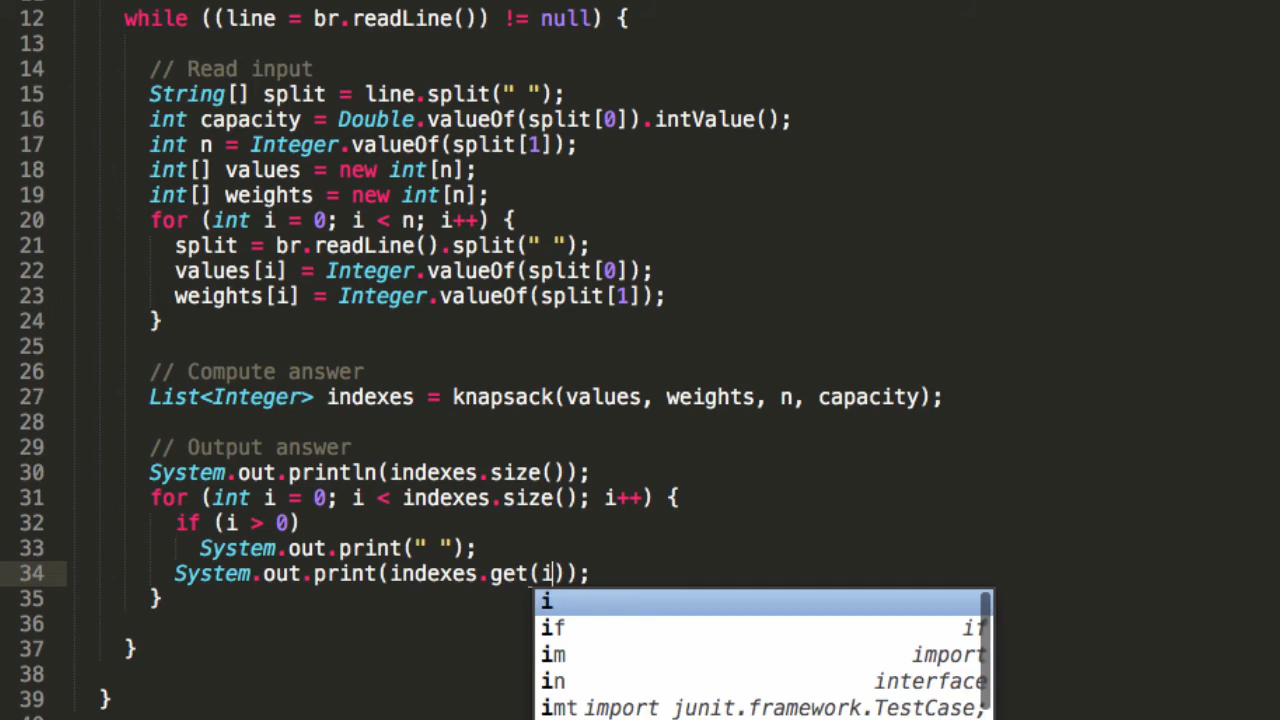 12 while ((line = br.readLine()) != null) {
13
14 // Read input
15 String[] split = line.split(" ");
16 int capacity = Double.valueOf(split[0]).intValue();
17 int n = Integer.valueOf(split[1]);
18 int[] values = new int[n];
19 int[] weights = new int[n];
20 for (int i = 0; i < n; i++) {
21 split = br.readLine().split(" ");
22 values[i] = Integer.valueOf(split[0]);
23 weights[i] = Integer.valueOf(split[1]);
24 }
25
26 // Compute answer
27 List<Integer> indexes = knapsack(values, weights, n, capacity);
28
29 // Output answer
30 System.out.println(indexes.size());
31 for (int i = 0; i < indexes.size(); i++) {
32 if (i > 0)
33 System.out.print(" ");
34 System.out.print(indexes.get(i));
35 }
i
36
if if
37 }
im import
38
in interface
39 }
imt import junit.framework.TestCase;